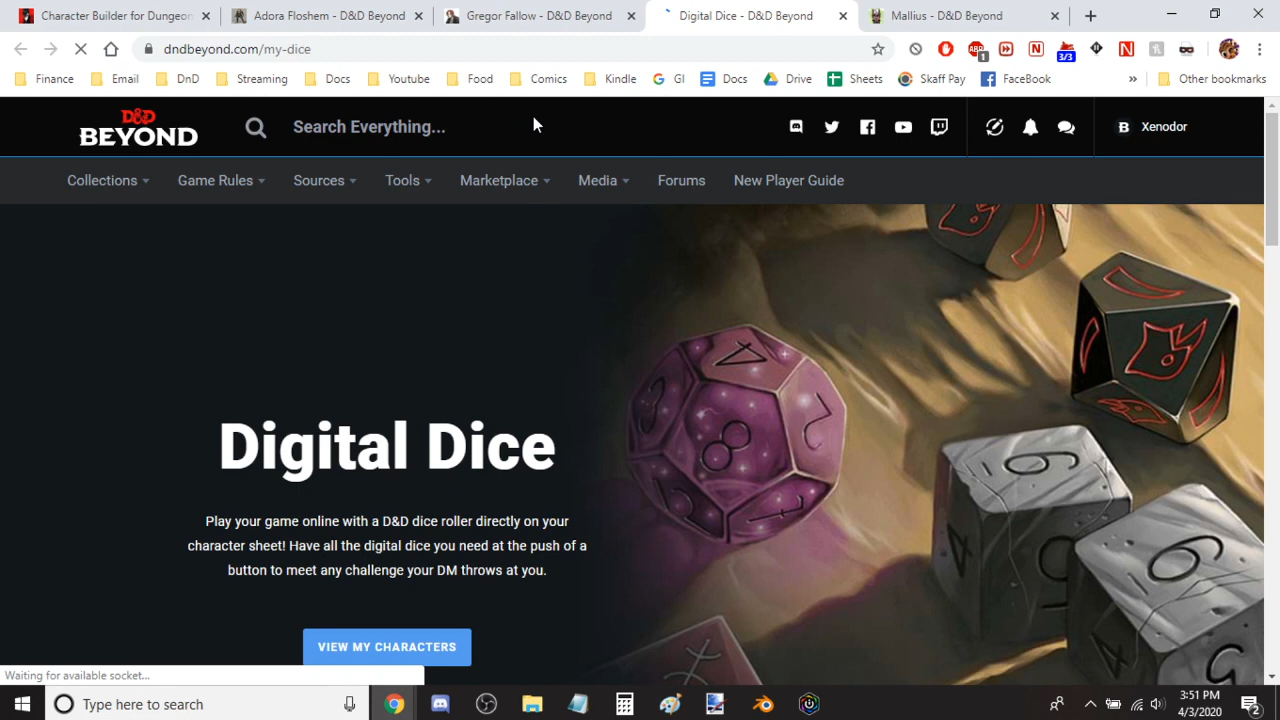 Character Builder for Dungeon
Adora Floshem - D&D Beyond
Gregor Fallow - D&D Beyond
Digital Dice - D&D Beyond
Mallius - D&D Beyond
dndbeyond.com/my-dice
ABP
1
N
3/3
N
Finance
Email
DnD
Streaming
Docs
Youtube
Food
Comics
Kindle
GI
Docs
Drive
Sheets
Skaff Pay
FaceBook
Other bookmarks
D&D
BEYOND
Search Everything...
B Xenodor
Collections
Game Rules
Sources
Tools
Marketplace
Media
Forums
New Player Guide
Digital Dice
Play your game online with a D&D dice roller directly on your
character sheet! Have all the digital dice you need at the push of a
button to meet any challenge your DM throws at you.
VIEW MY CHARACTERS
Waiting for available socket...
Type here to search
3:51 PM
4/3/2020
2